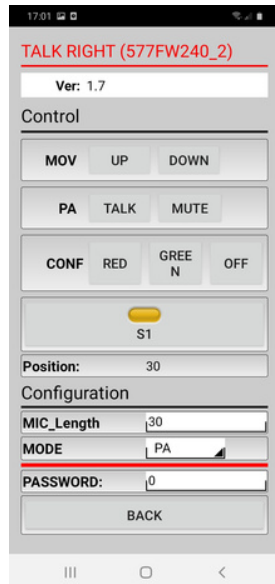 17:01
TALK RIGHT (577FW240_2)
Ver: 1.7
Control
MOV UP DOWN
PA TALK MUTE
CONF RED GREE OFF
N
S1
Position: 30
Configuration
MIC_Length 30
MODE PA
PASSWORD: 0
BACK